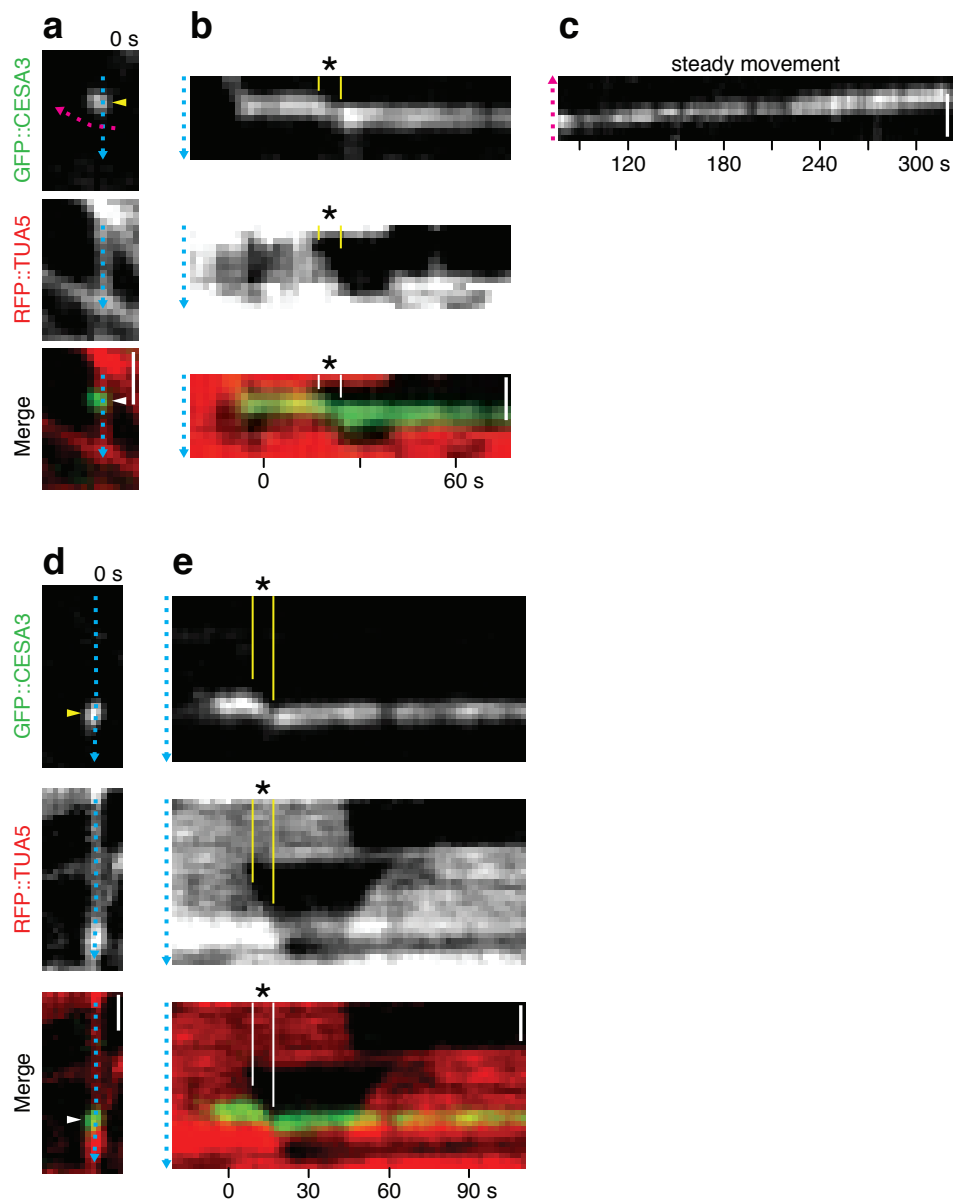 a
b
c
0 s
*
steady movement
GFP::CESA3
120 180 240 300 s
*
RFP::TUA5
*
Merge
0 60 s
d
e
0 s
*
GFP::CESA3
*
RFP::TUA5
*
Merge
0 30 60 90 s